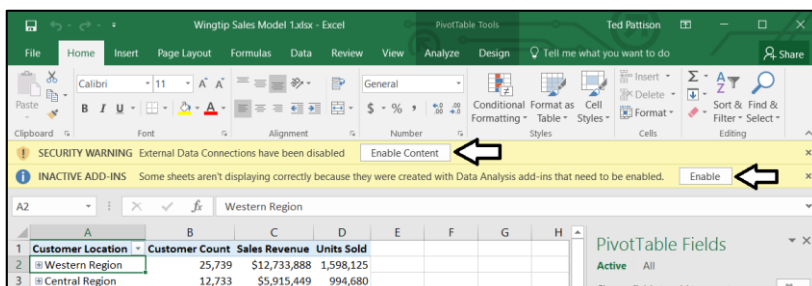 Wingtip Sales Model 1.xlsx - Excel PivotTable Tools Ted Pattison
File Home Insert Page Layout Formulas Data Review View Analyze Design Tell me what you want to do Share
Calibri 11 A A General Insert
Paste B I U A $ % , Conditional Format as Cell Delete Sort & Find &
Formatting Table Styles Format Filter Select
Clipboard Font Alignment Number Styles Cells Editing
SECURITY WARNING External Data Connections have been disabled Enable Content
INACTIVE ADD-INS Some sheets aren't displaying correctly because they were created with Data Analysis add-ins that need to be enabled. Enable
A2 fx Western Region
A B C D E F G H
1 Customer Location Customer Count Sales Revenue Units Sold PivotTable Fields
2 Western Region 25,739 $12,733,888 1,598,125 Active All
3 Central Region 12,733 $5,915,449 994,680